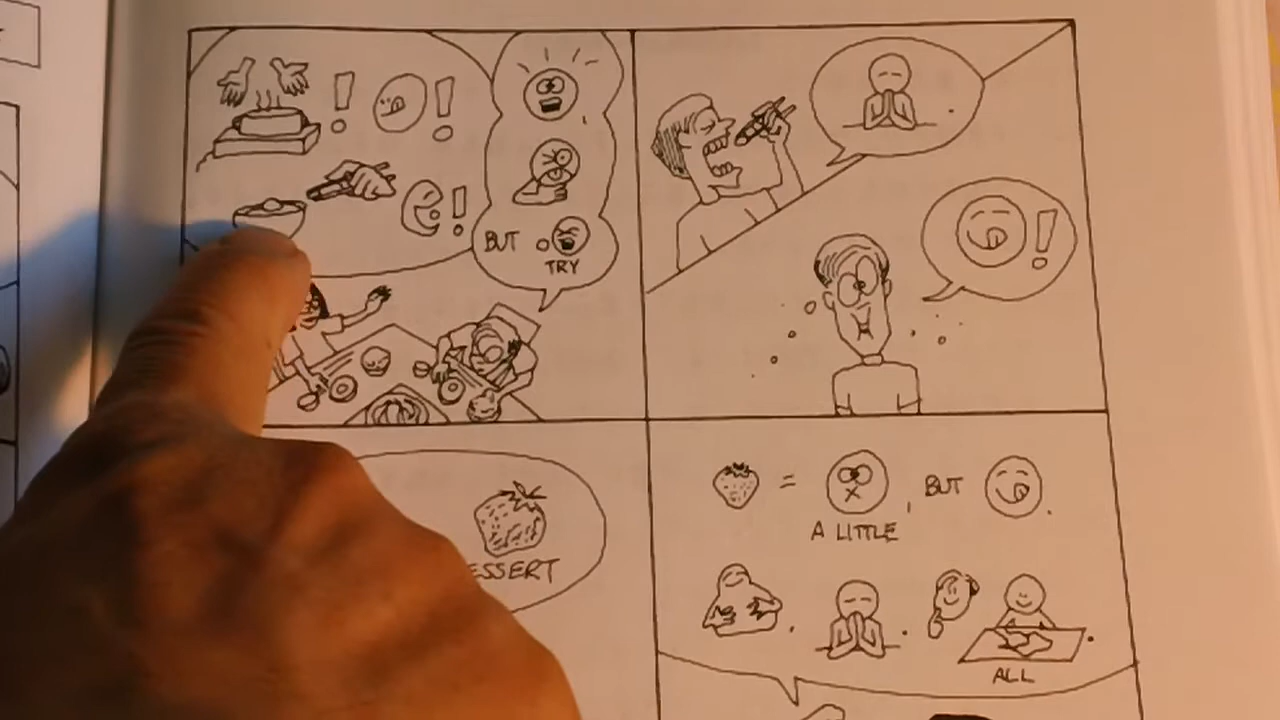 ! !
!
BUT
TRY
!
ESSERT
= , BUT .
A LITTLE
, . .
ALL